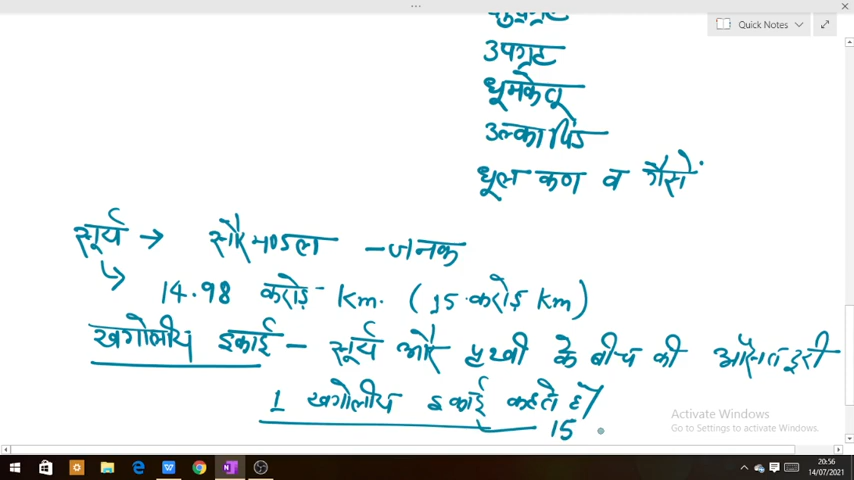 Quick Notes
उपग्रह
धूमकेतू
उल्का पिंड
धूल कण व गैसें
सूर्य → सौरमण्डल - जनक
14.98 करोड़ km. (15 करोड़ km)
खगोलीय इकाई - सूर्य और पृथ्वी के बीच की औसत दूरी
1 खगोलीय इकाई कहते हैं/
15
Activate Windows
Go to Settings to activate Windows.
20:56
14/07/2021